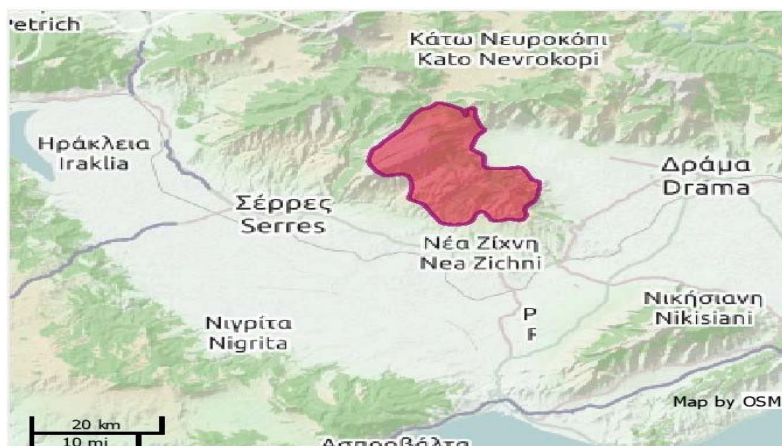 Petrich
Κάτω Νευροκόπι
Kato Nevrokopi
Ηράκλεια
Iraklia
Δράμα
Drama
Σέρρες
Serres
Νέα Ζίχνη
Nea Zichni
Νικήσιανη
Nikisiani
Νιγρίτα
Nigrita
Map by OSM
20 km
10 mi